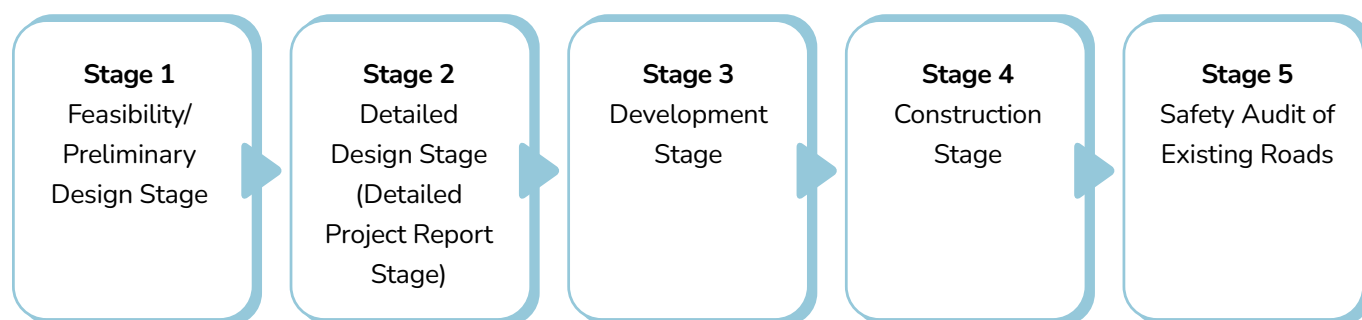 Stage 1
Feasibility/
Preliminary
Design Stage
Stage 2
Detailed
Design Stage
(Detailed
Project Report
Stage)
Stage 3
Development
Stage
Stage 4
Construction
Stage
Stage 5
Safety Audit of
Existing Roads